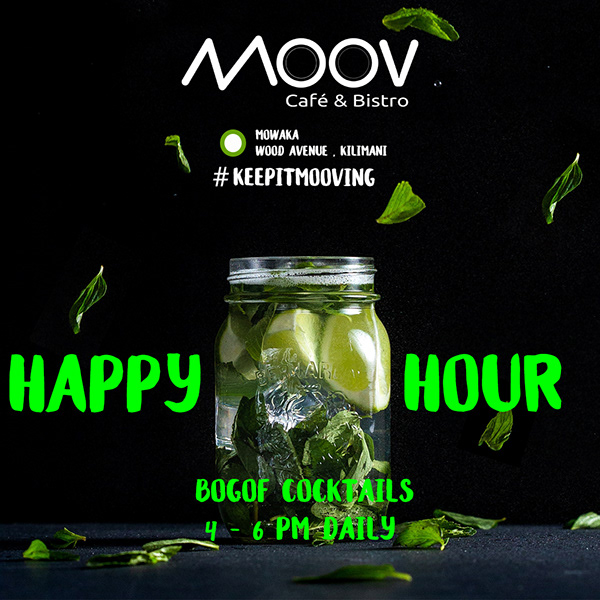 MOOV
Café & Bistro
MOWAKA
WOOD AVENUE , KILIMANI
#KEEPITMOOVING
HAPPY HOUR
BOGOF COCKTAILS
4 - 6 PM DAILY